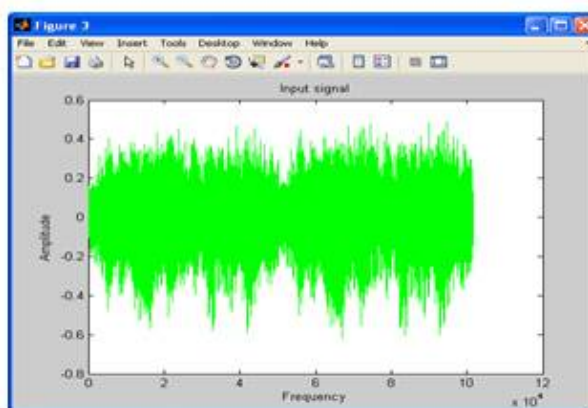 Figure 3
File Edit View Insert Tools Desktop Window Help
Input signal
0.6
0.4
0.2
0
-0.2
-0.4
-0.6
-0.8
Amplitude
0 2 4 6 8 10 12
x 10^4
Frequency